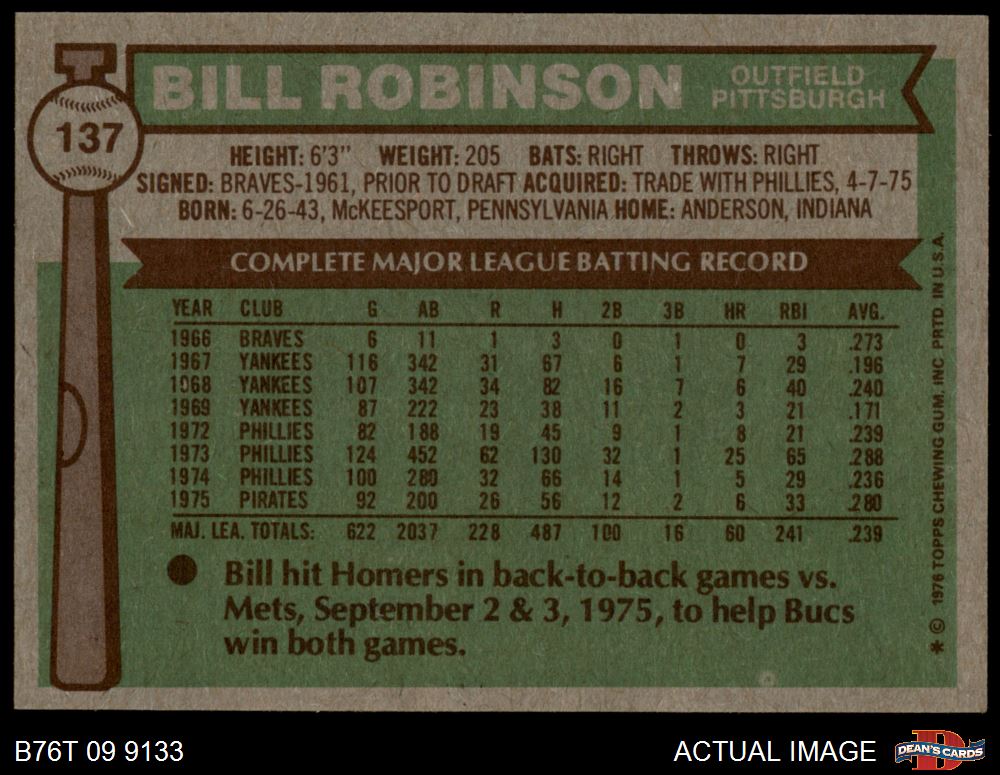 137
BILL ROBINSON
OUTFIELD
PITTSBURGH
HEIGHT: 6'3" WEIGHT: 205 BATS: RIGHT THROWS: RIGHT
SIGNED: BRAVES-1961, PRIOR TO DRAFT ACQUIRED: TRADE WITH PHILLIES, 4-7-75
BORN: 6-26-43, McKEESPORT, PENNSYLVANIA HOME: ANDERSON, INDIANA
COMPLETE MAJOR LEAGUE BATTING RECORD
YEAR CLUB G AB R H 2B 3B HR RBI AVG.
1966 BRAVES 6 11 1 3 0 1 0 3 .273
1967 YANKEES 116 342 31 67 6 1 7 29 .196
1968 YANKEES 107 342 34 82 16 7 6 40 .240
1969 YANKEES 87 222 23 38 11 2 3 21 .171
1972 PHILLIES 82 188 19 45 9 1 8 21 .239
1973 PHILLIES 124 452 62 130 32 1 25 65 .288
1974 PHILLIES 100 280 32 66 14 1 5 29 .236
1975 PIRATES 92 200 26 56 12 2 6 33 .280
MAJ. LEA. TOTALS: 622 2037 228 487 100 16 60 241 .239
Bill hit Homers in back-to-back games vs.
Mets, September 2 & 3, 1975, to help Bucs
win both games.
* © 1976 TOPPS CHEWING GUM, INC PRTD IN U.S.A.
B76T 09 9133
ACTUAL IMAGE
DEAN'S CARDS